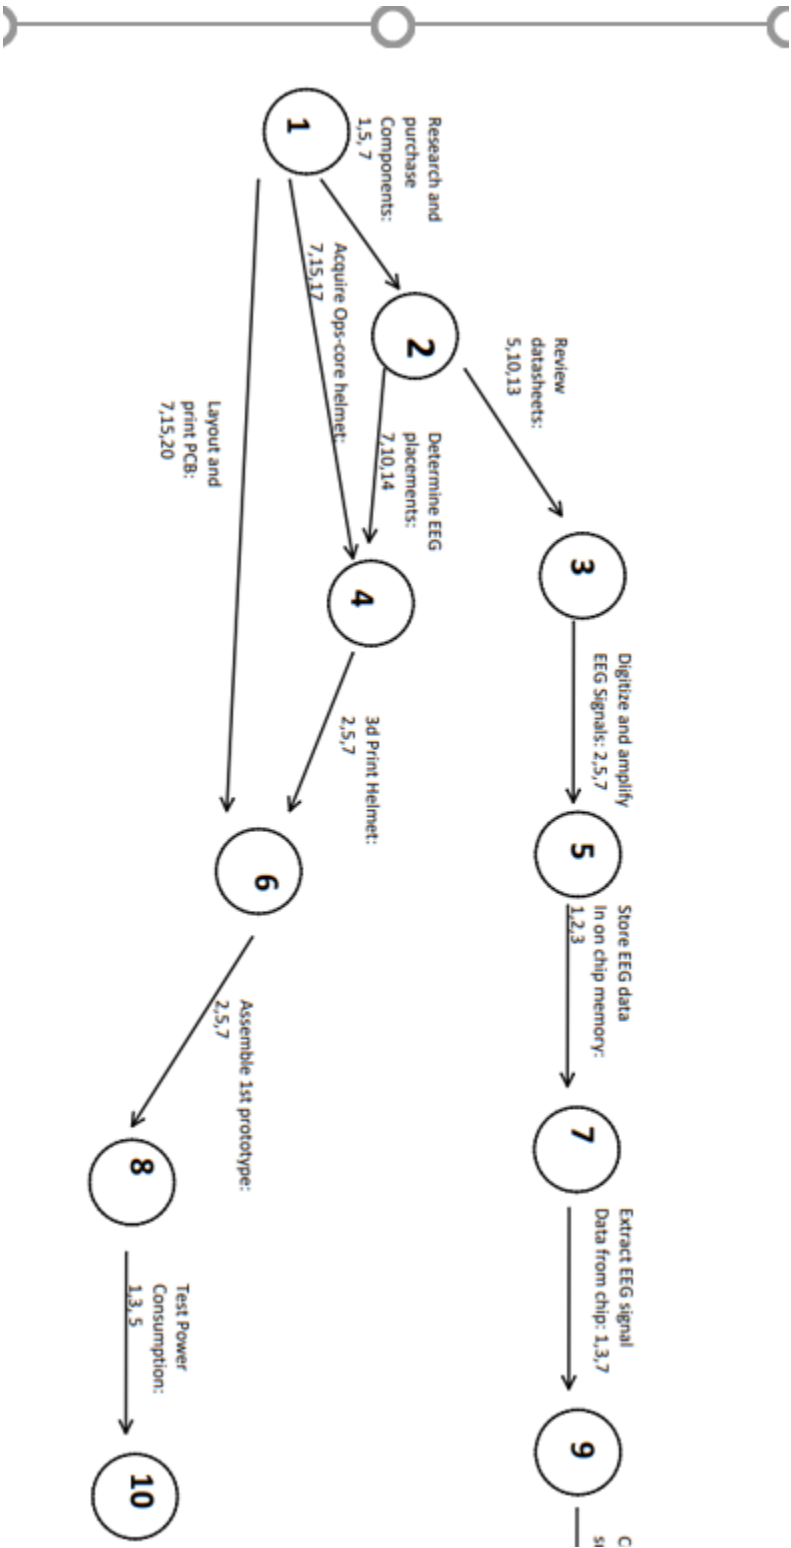 1
Research and
purchase
Components:
1,5, 7
Acquire Ops-core helmet:
7,15,17
Layout and
print PCB:
7,15,20
2
Review
datasheets:
5,10,13
Determine EEG
placements:
7,10,14
3
4
Digitize and amplify
EEG Signals: 2,5,7
3d Print Helmet:
2,5,7
5
6
Store EEG data
In on chip memory:
1,2,3
Assemble 1st prototype:
2,5,7
7
8
Extract EEG signal
Data from chip: 1,3,7
Test Power
Consumption:
1,3, 5
9
10